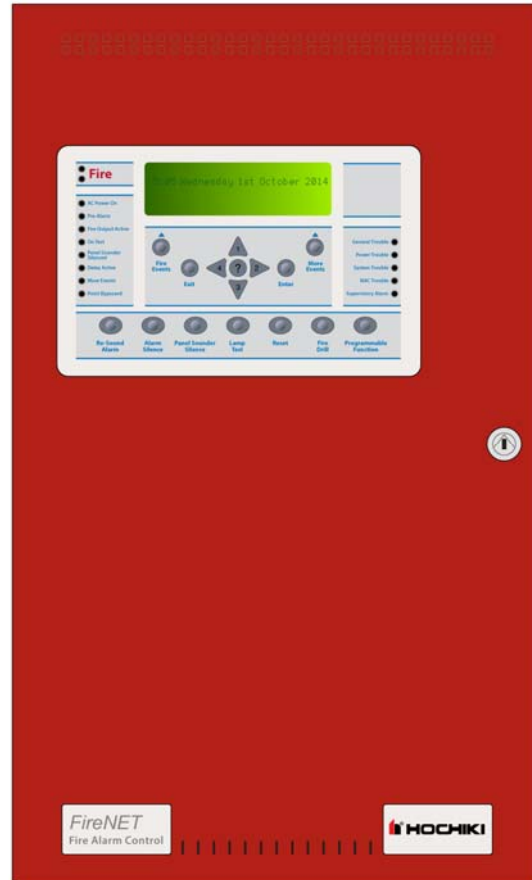 Fire
Wednesday 1st October 2014
AC Power On
Pre-Alarm
Fire Output Active
On Test
Panel Sounder
Silenced
Delay Active
More Events
Point Bypassed
Fire
Events
Exit
1
4
?
2
3
Enter
More
Events
General Trouble
Power Trouble
System Trouble
NAC Trouble
Supervisory Alarm
Re-Sound
Alarm
Alarm
Silence
Panel Sounder
Silence
Lamp
Test
Reset
Fire
Drill
Programmable
Function
FireNET
Fire Alarm Control
HOCHIKI